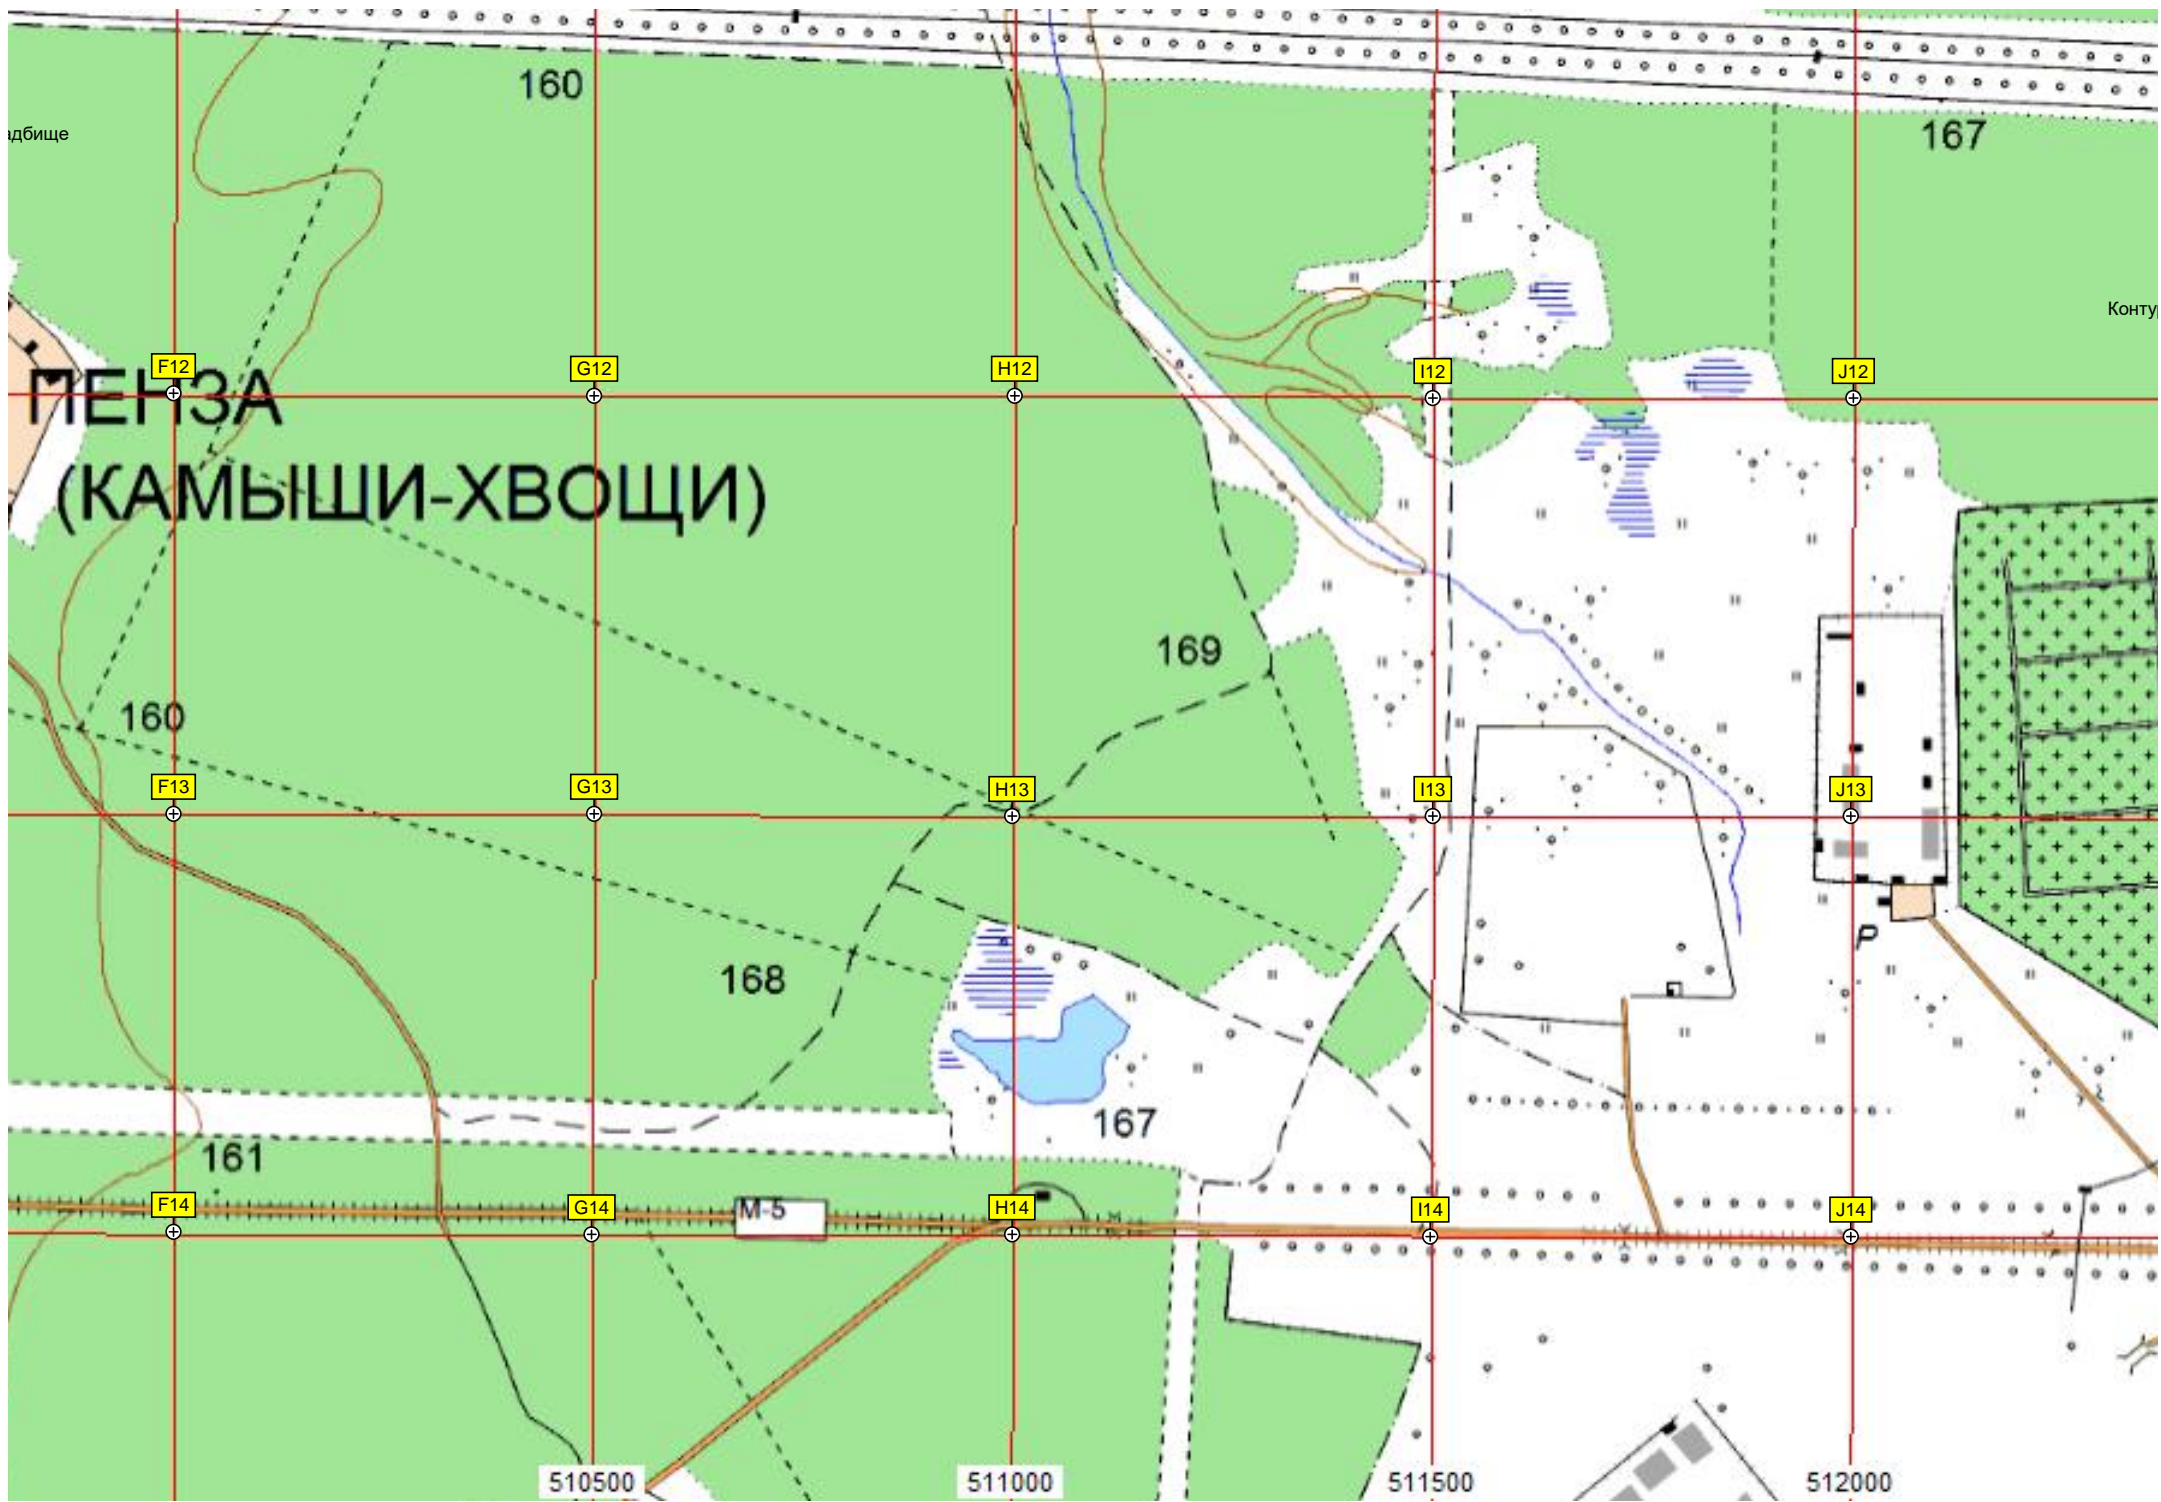 160
167
адбище
Конту
F12
G12
H12
I12
J12
ПЕНЗА
(КАМЫШИ-ХВОЩИ)
169
160
F13
G13
H13
I13
J13
P
168
167
161
F14
G14
М-5
H14
I14
J14
510500
511000
511500
512000